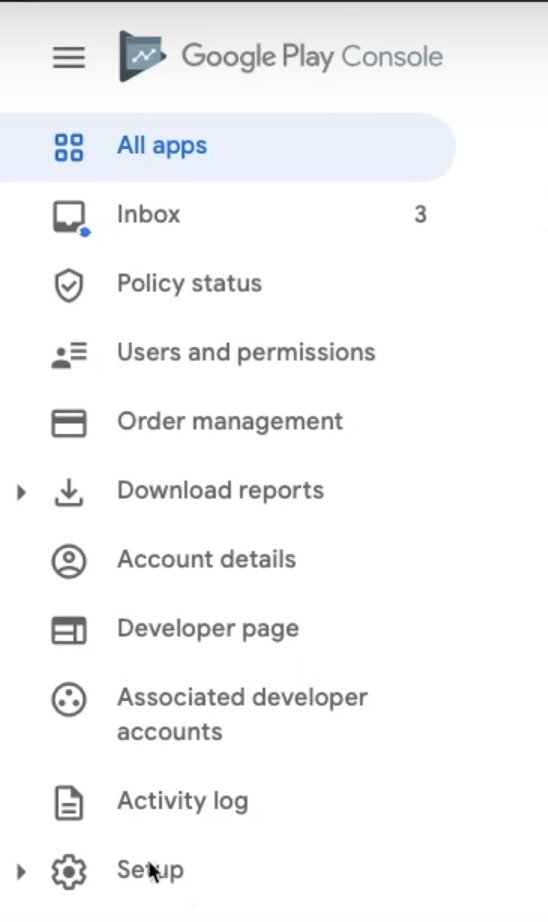 Google Play Console
All apps
Inbox 3
Policy status
Users and permissions
Order management
Download reports
Account details
Developer page
Associated developer
accounts
Activity log
Setup